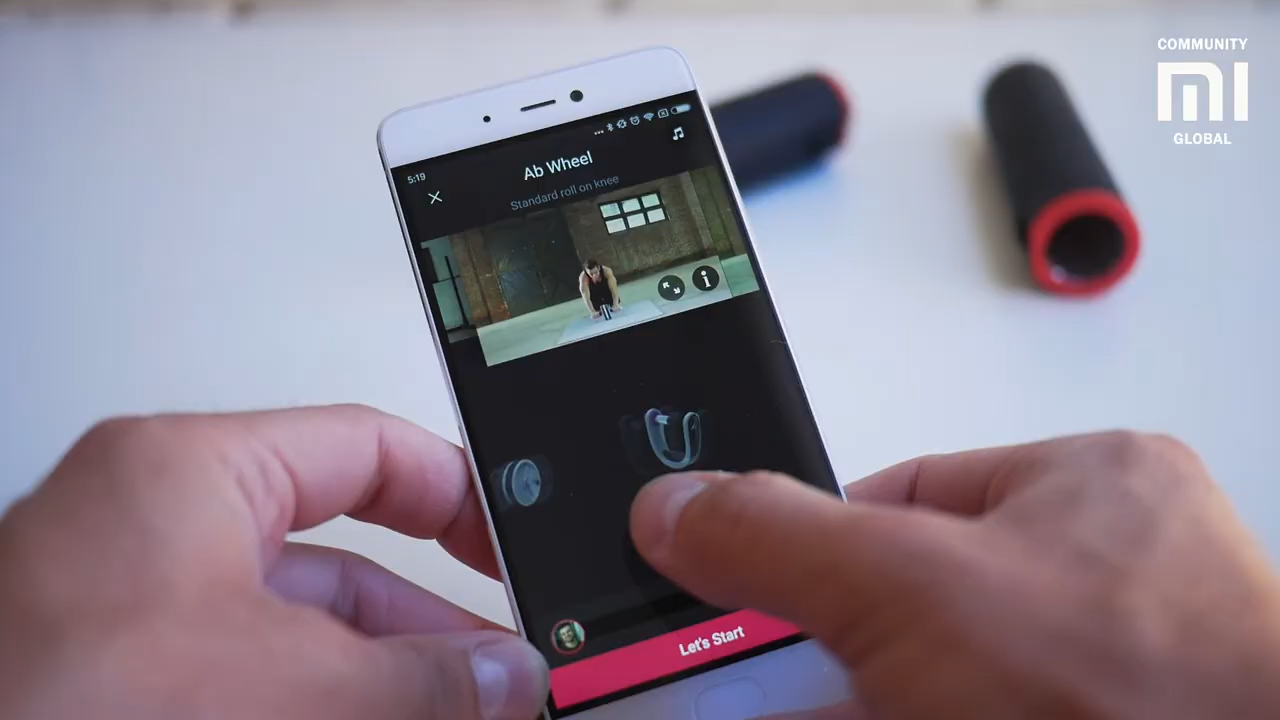 COMMUNITY
MI
GLOBAL
5:19
Ab Wheel
Standard roll on knee
Let's Start